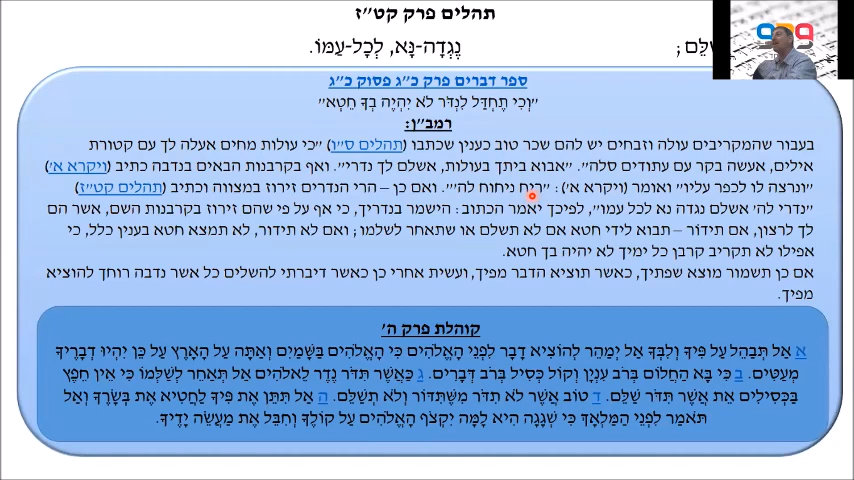 תהלים פרק קט"ז
נֶגְדָה-נָּא, לְכָל-עַמּוֹ.
ספר דברים פרק כ"ג פסוק כ"ג
"וְכִי תֶחְדַּל לִנְדֹּר לֹא יִהְיֶה בְךָ חֵטְא"
רמב"ן:
בעבור שהמקריבים עולה וזבחים יש להם שכר טוב כענין שכתבו (תהלים ס"ו) "כי עולות מחים אעלה לך עם קטורת
אילים, אעשה בקר עם עתודים סלה". "אבוא ביתך בעולות, אשלם לך נדרי". ואף בקרבנות הבאים בנדבה כתיב (ויקרא א')
"ונרצה לו לכפר עליו" ואומר (ויקרא א'): "ריח ניחוח לה'". ואם כן – הרי הנדרים זירוז במצווה וכתיב (תהלים קט"ז)
"נדרי לה' אשלם נגדה נא לכל עמו", לפיכך יאמר הכתוב: הישמר בנדריך, כי אף על פי שהם זירוז בקרבנות השם, אשר הם
לך לרצון, אם תידור – תבוא לידי חטא אם לא תשלם או שתאחר לשלמו; ואם לא תידור, לא תמצא חטא בענין כלל, כי
אפילו לא תקריב קרבן כל ימיך לא יהיה בך חטא.
אם כן תשמור מוצא שפתיך, כאשר תוציא הדבר מפיך, ועשית אחרי כן כאשר דיברתי להשלים כל אשר נדבה רוחך להוציא
מפיך.
קוהלת פרק ה'
א אַל תְּבַהֵל עַל פִּיךָ וְלִבְּךָ אַל יְמַהֵר לְהוֹצִיא דָבָר לִפְנֵי הָאֱלֹהִים כִּי הָאֱלֹהִים בַּשָּׁמַיִם וְאַתָּה עַל הָאָרֶץ עַל כֵּן יִהְיוּ דְבָרֶיךָ
מְעַטִּים. ב כִּי בָּא הַחֲלוֹם בְּרֹב עִנְיָן וְקוֹל כְּסִיל בְּרֹב דְּבָרִים. ג כַּאֲשֶׁר תִּדֹּר נֶדֶר לֵאלֹהִים אַל תְּאַחֵר לְשַׁלְּמוֹ כִּי אֵין חֵפֶץ
בַּכְּסִילִים אֵת אֲשֶׁר תִּדֹּר שַׁלֵּם. ד טוֹב אֲשֶׁר לֹא תִדֹּר מִשֶּׁתִּדּוֹר וְלֹא תְשַׁלֵּם. ה אַל תִּתֵּן אֶת פִּיךָ לַחֲטִיא אֶת בְּשָׂרֶךָ וְאַל
תֹּאמַר לִפְנֵי הַמַּלְאָךְ כִּי שְׁגָגָה הִיא לָמָּה יִקְצֹף הָאֱלֹהִים עַל קוֹלֶךָ וְחִבֵּל אֶת מַעֲשֵׂה יָדֶיךָ.